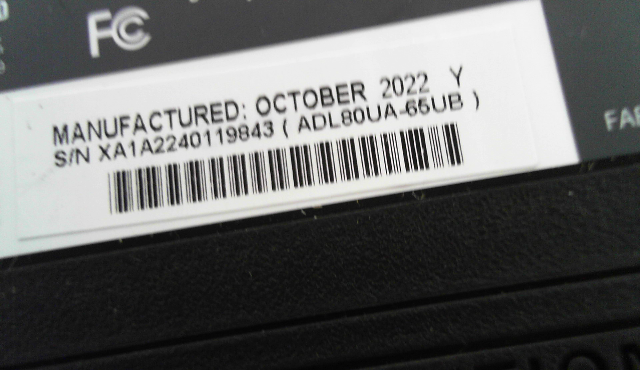 FC
MANUFACTURED: OCTOBER 2022 Y
S/N XA1A2240119843 ( ADL80UA-65UB )